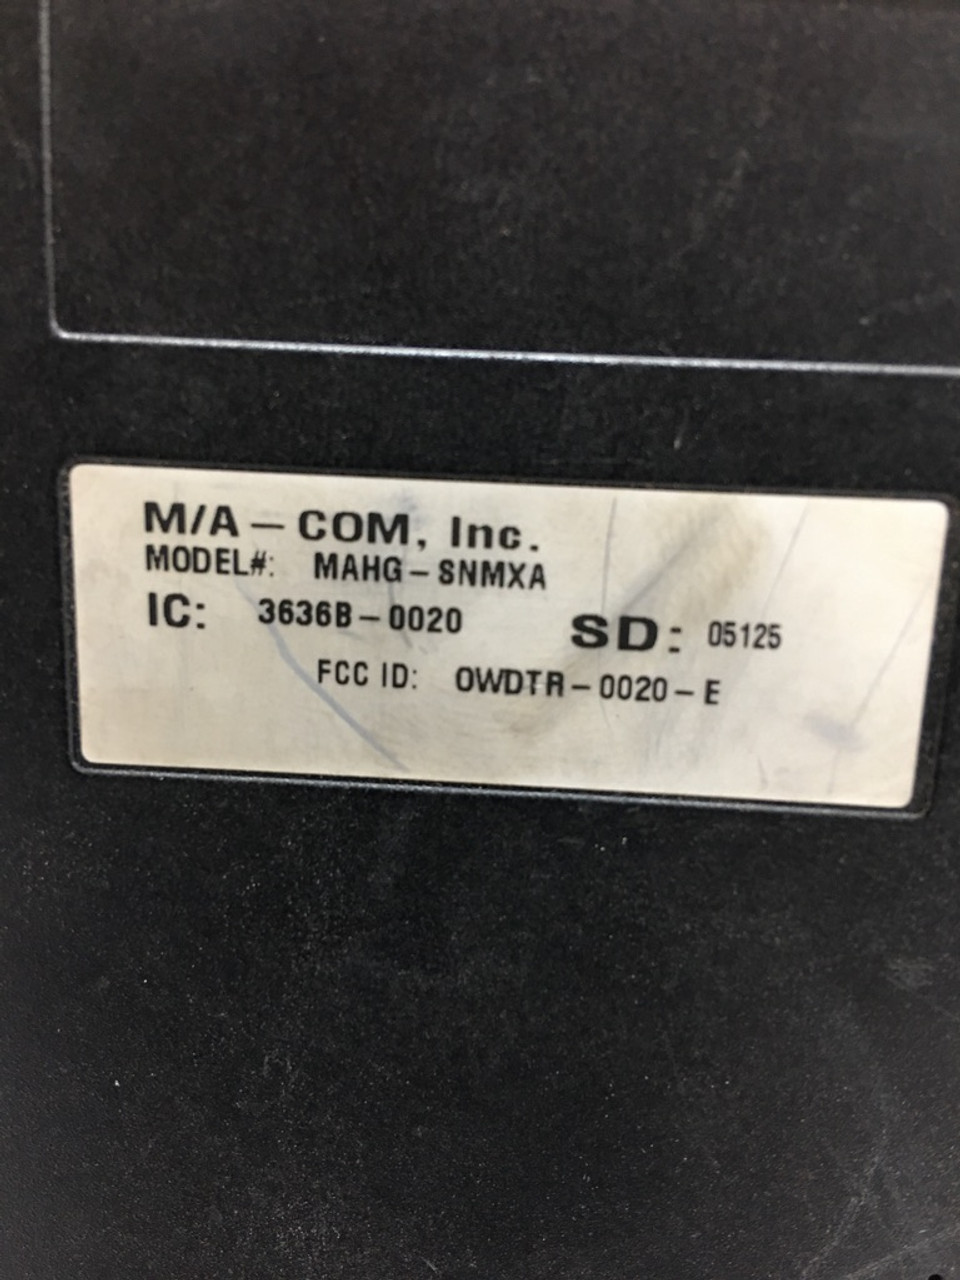 M/A-COM, Inc.
MODEL#: MAHG-SNMXA
IC: 3636B-0020 SD: 05125
FCC ID: OWDTR-0020-E